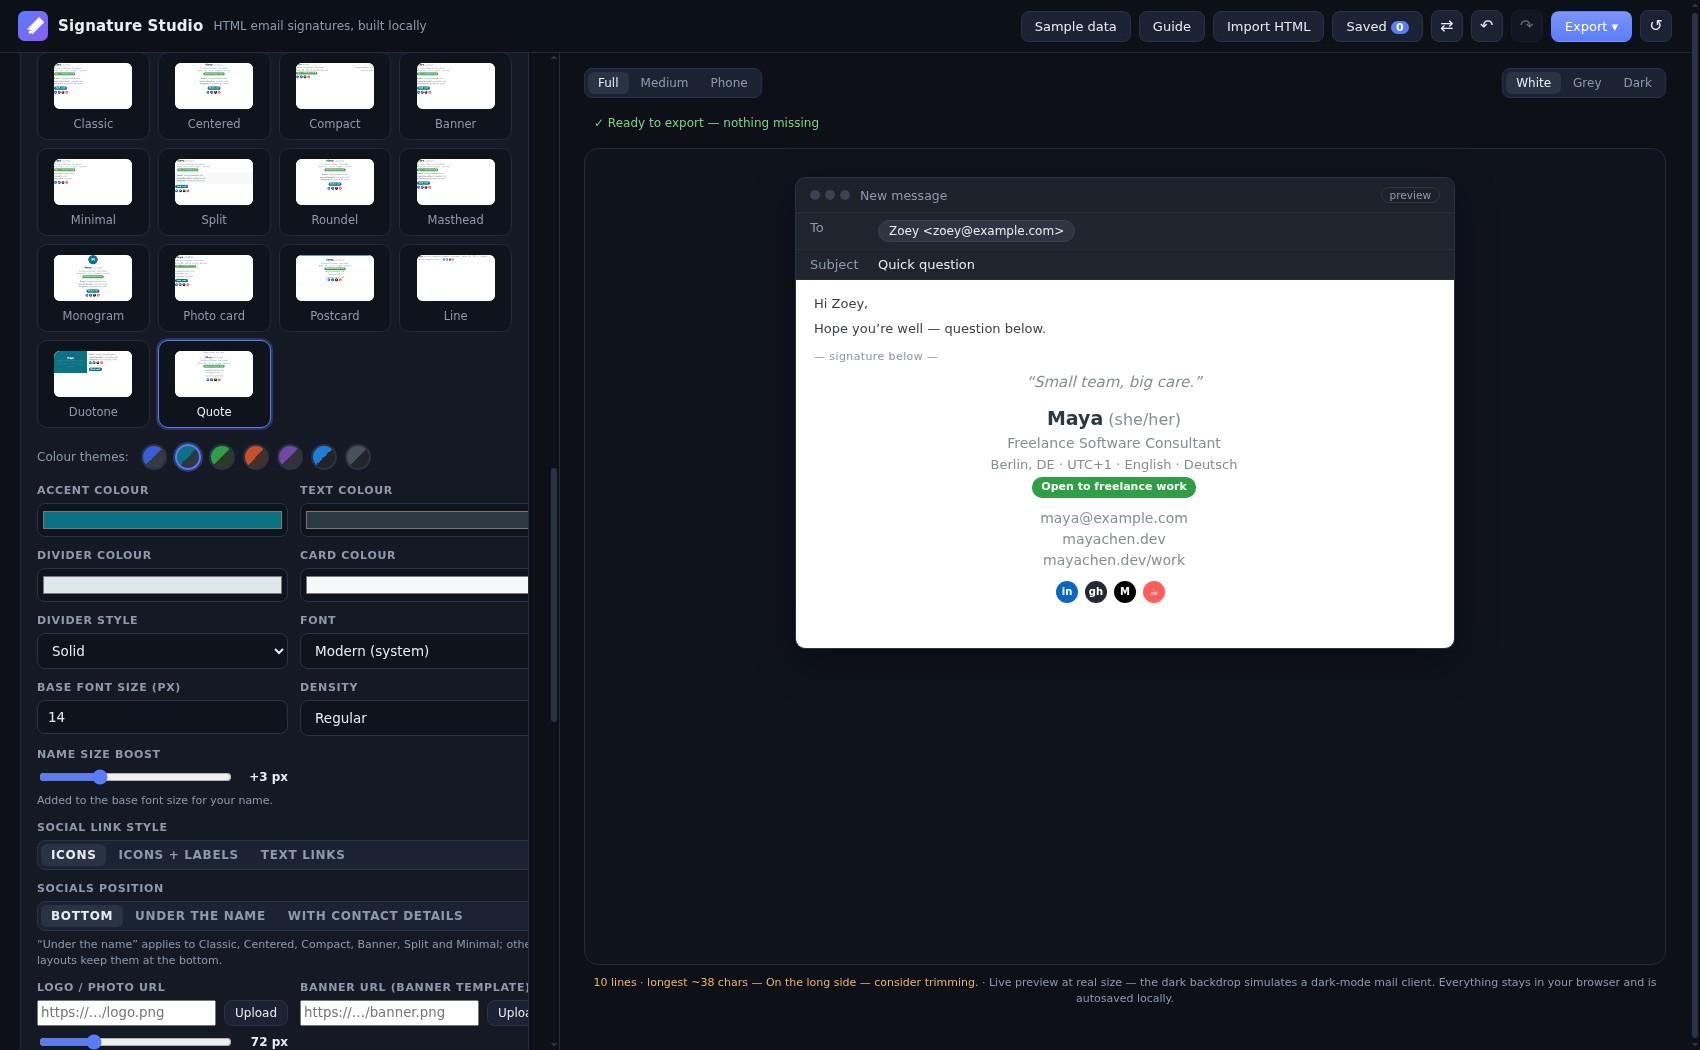 Signature Studio HTML email signatures, built locally
Sample data Guide Import HTML Saved 0 ⇄ ↶ ↷ Export ▾ ↺
Classic Centered Compact Banner
Minimal Split Roundel Masthead
Monogram Photo card Postcard Line
Duotone Quote
Colour themes:
ACCENT COLOUR TEXT COLOUR
DIVIDER COLOUR CARD COLOUR
DIVIDER STYLE FONT
Solid Modern (system)
BASE FONT SIZE (PX) DENSITY
14 Regular
NAME SIZE BOOST
+3 px
Added to the base font size for your name.
SOCIAL LINK STYLE
ICONS ICONS + LABELS TEXT LINKS
SOCIALS POSITION
BOTTOM UNDER THE NAME WITH CONTACT DETAILS
“Under the name” applies to Classic, Centered, Compact, Banner, Split and Minimal; othe
layouts keep them at the bottom.
LOGO / PHOTO URL BANNER URL (BANNER TEMPLATE)
https://…/logo.png Upload https://…/banner.png Uploa
72 px
Full Medium Phone White Grey Dark
✓ Ready to export — nothing missing
New message preview
To Zoey <zoey@example.com>
Subject Quick question
Hi Zoey,
Hope you’re well — question below.
— signature below —
“Small team, big care.”
Maya (she/her)
Freelance Software Consultant
Berlin, DE · UTC+1 · English · Deutsch
Open to freelance work
maya@example.com
mayachen.dev
mayachen.dev/work
in gh M
10 lines · longest ~38 chars — On the long side — consider trimming. · Live preview at real size — the dark backdrop simulates a dark-mode mail client. Everything stays in your browser and is
autosaved locally.